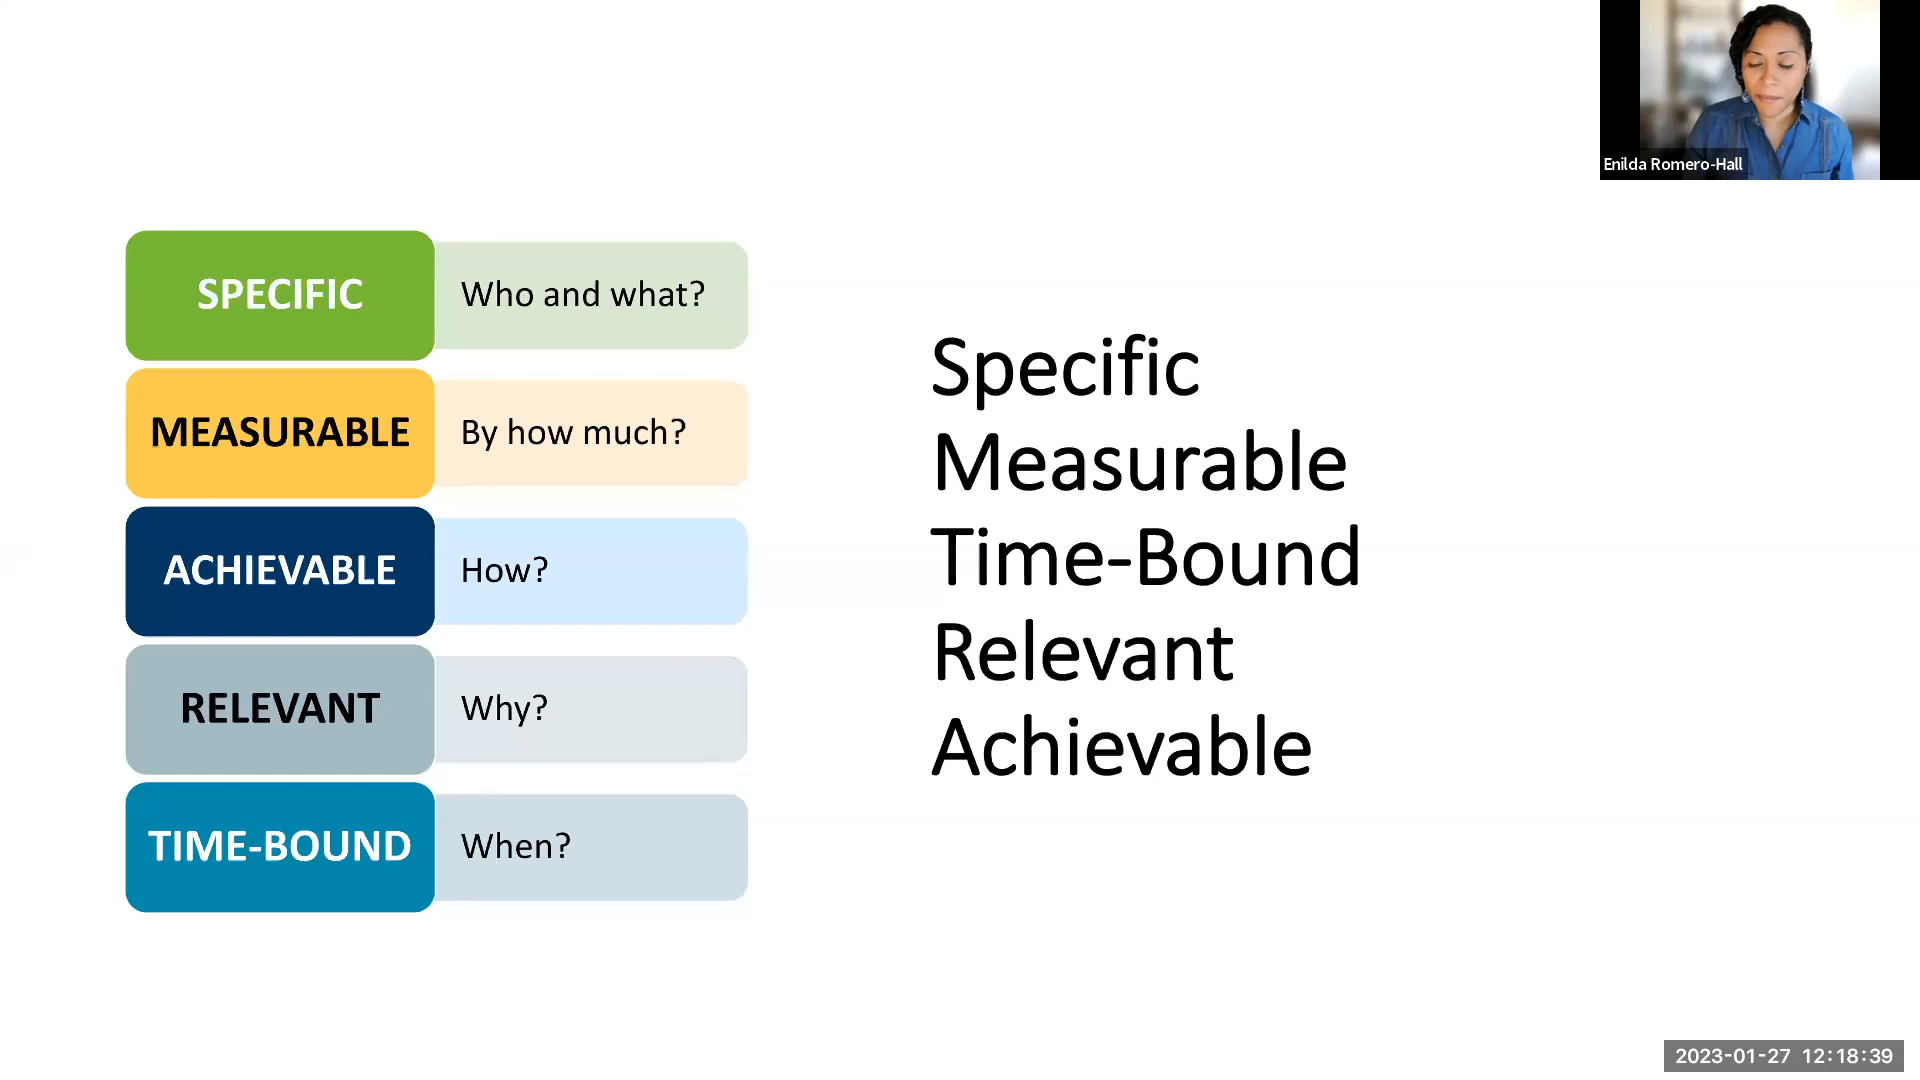 Enilda Romero-Hall
SPECIFIC
Who and what?
MEASURABLE
By how much?
ACHIEVABLE
How?
RELEVANT
Why?
TIME-BOUND
When?
Specific
Measurable
Time-Bound
Relevant
Achievable
2023-01-27 12:18:39